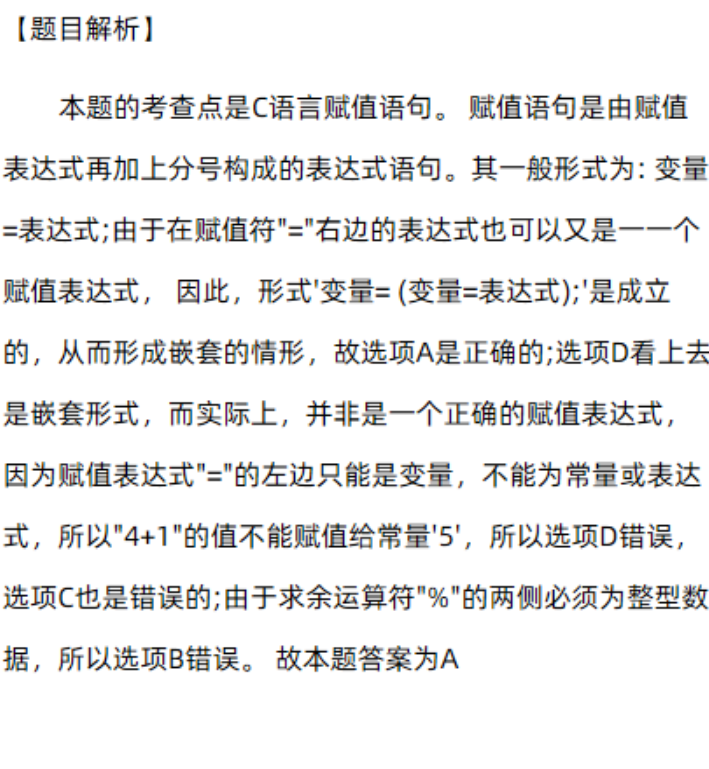 【题目解析】
本题的考查点是C语言赋值语句。 赋值语句是由赋值
表达式再加上分号构成的表达式语句。其一般形式为: 变量
=表达式;由于在赋值符"="右边的表达式也可以又是一一个
赋值表达式， 因此，形式'变量= (变量=表达式);'是成立
的，从而形成嵌套的情形，故选项A是正确的;选项D看上去
是嵌套形式，而实际上，并非是一个正确的赋值表达式，
因为赋值表达式"="的左边只能是变量，不能为常量或表达
式，所以"4+1"的值不能赋值给常量'5'，所以选项D错误，
选项C也是错误的;由于求余运算符"%"的两侧必须为整型数
据，所以选项B错误。 故本题答案为A